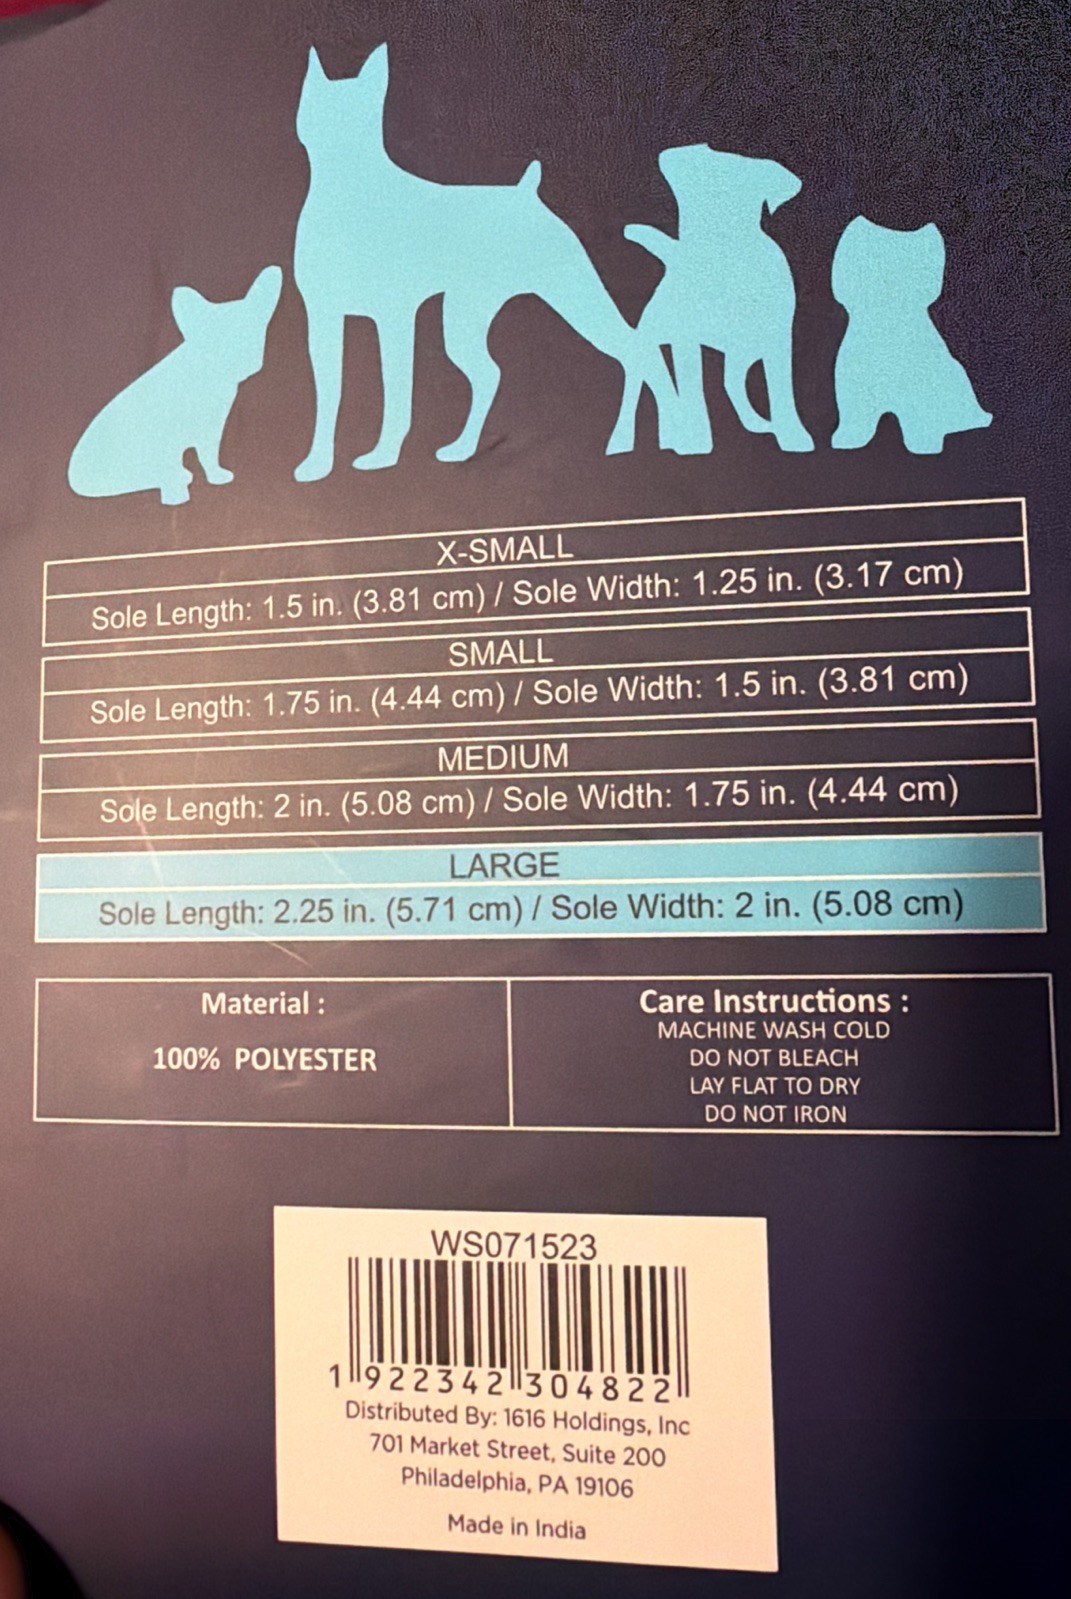 X-SMALL
Sole Length: 1.5 in. (3.81 cm) / Sole Width: 1.25 in. (3.17 cm)
SMALL
Sole Length: 1.75 in. (4.44 cm) / Sole Width: 1.5 in. (3.81 cm)
MEDIUM
Sole Length: 2 in. (5.08 cm) / Sole Width: 1.75 in. (4.44 cm)
LARGE
Sole Length: 2.25 in. (5.71 cm) / Sole Width: 2 in. (5.08 cm)
Material :
100% POLYESTER
Care Instructions :
MACHINE WASH COLD
DO NOT BLEACH
LAY FLAT TO DRY
DO NOT IRON
WS071523
1 922342 304822
Distributed By: 1616 Holdings, Inc
701 Market Street, Suite 200
Philadelphia, PA 19106
Made in India